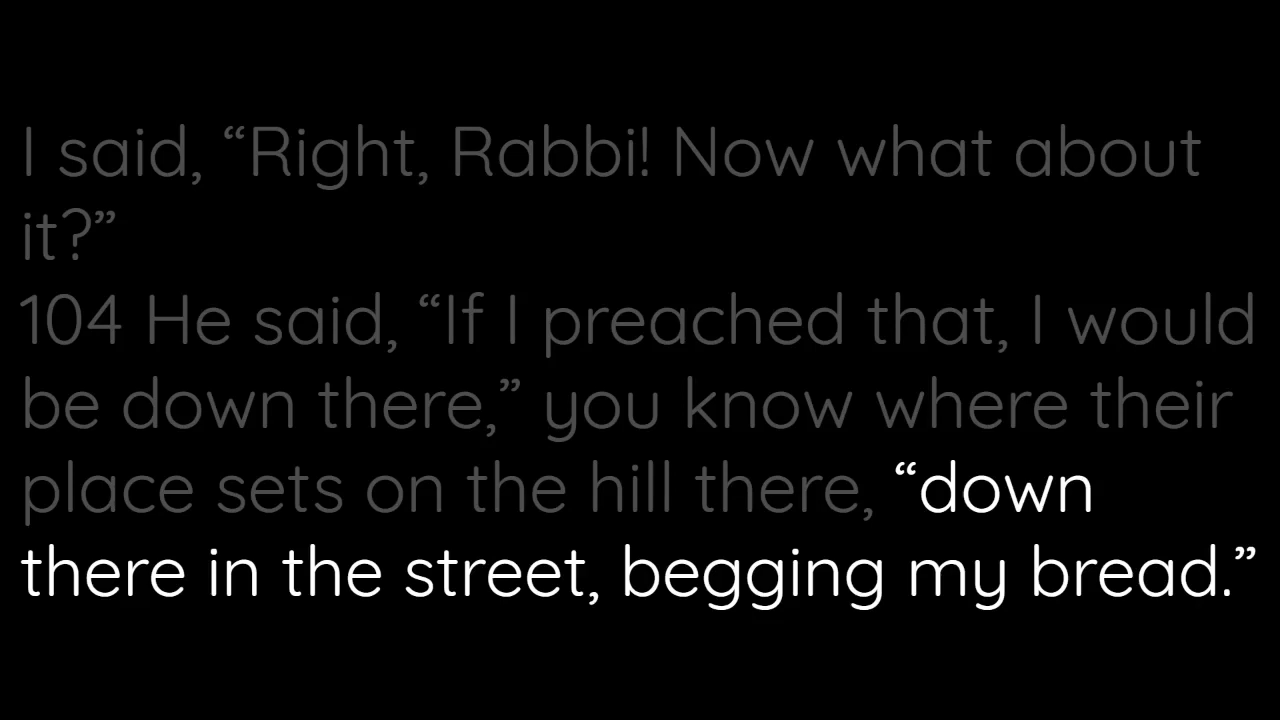 I said, “Right, Rabbi! Now what about
it?”
104 He said, “If I preached that, I would
be down there,” you know where their
place sets on the hill there, “down
there in the street, begging my bread.”